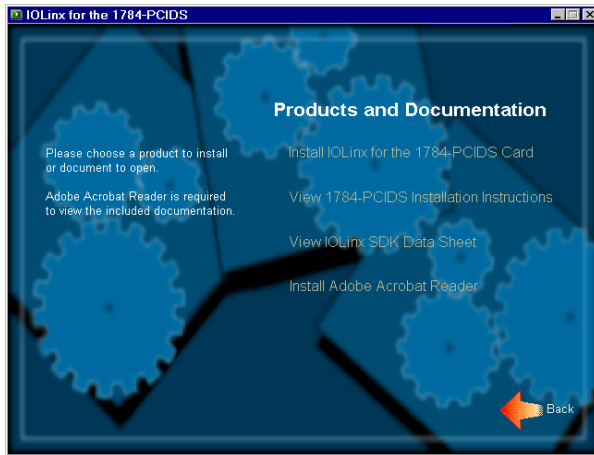 IOLinx for the 1784-PCIDS
Products and Documentation
Please choose a product to install
or document to open.
Adobe Acrobat Reader is required
to view the included documentation.
Install IOLinx for the 1784-PCIDS Card
View 1784-PCIDS Installation Instructions
View IOLinx SDK Data Sheet
Install Adobe Acrobat Reader
Back